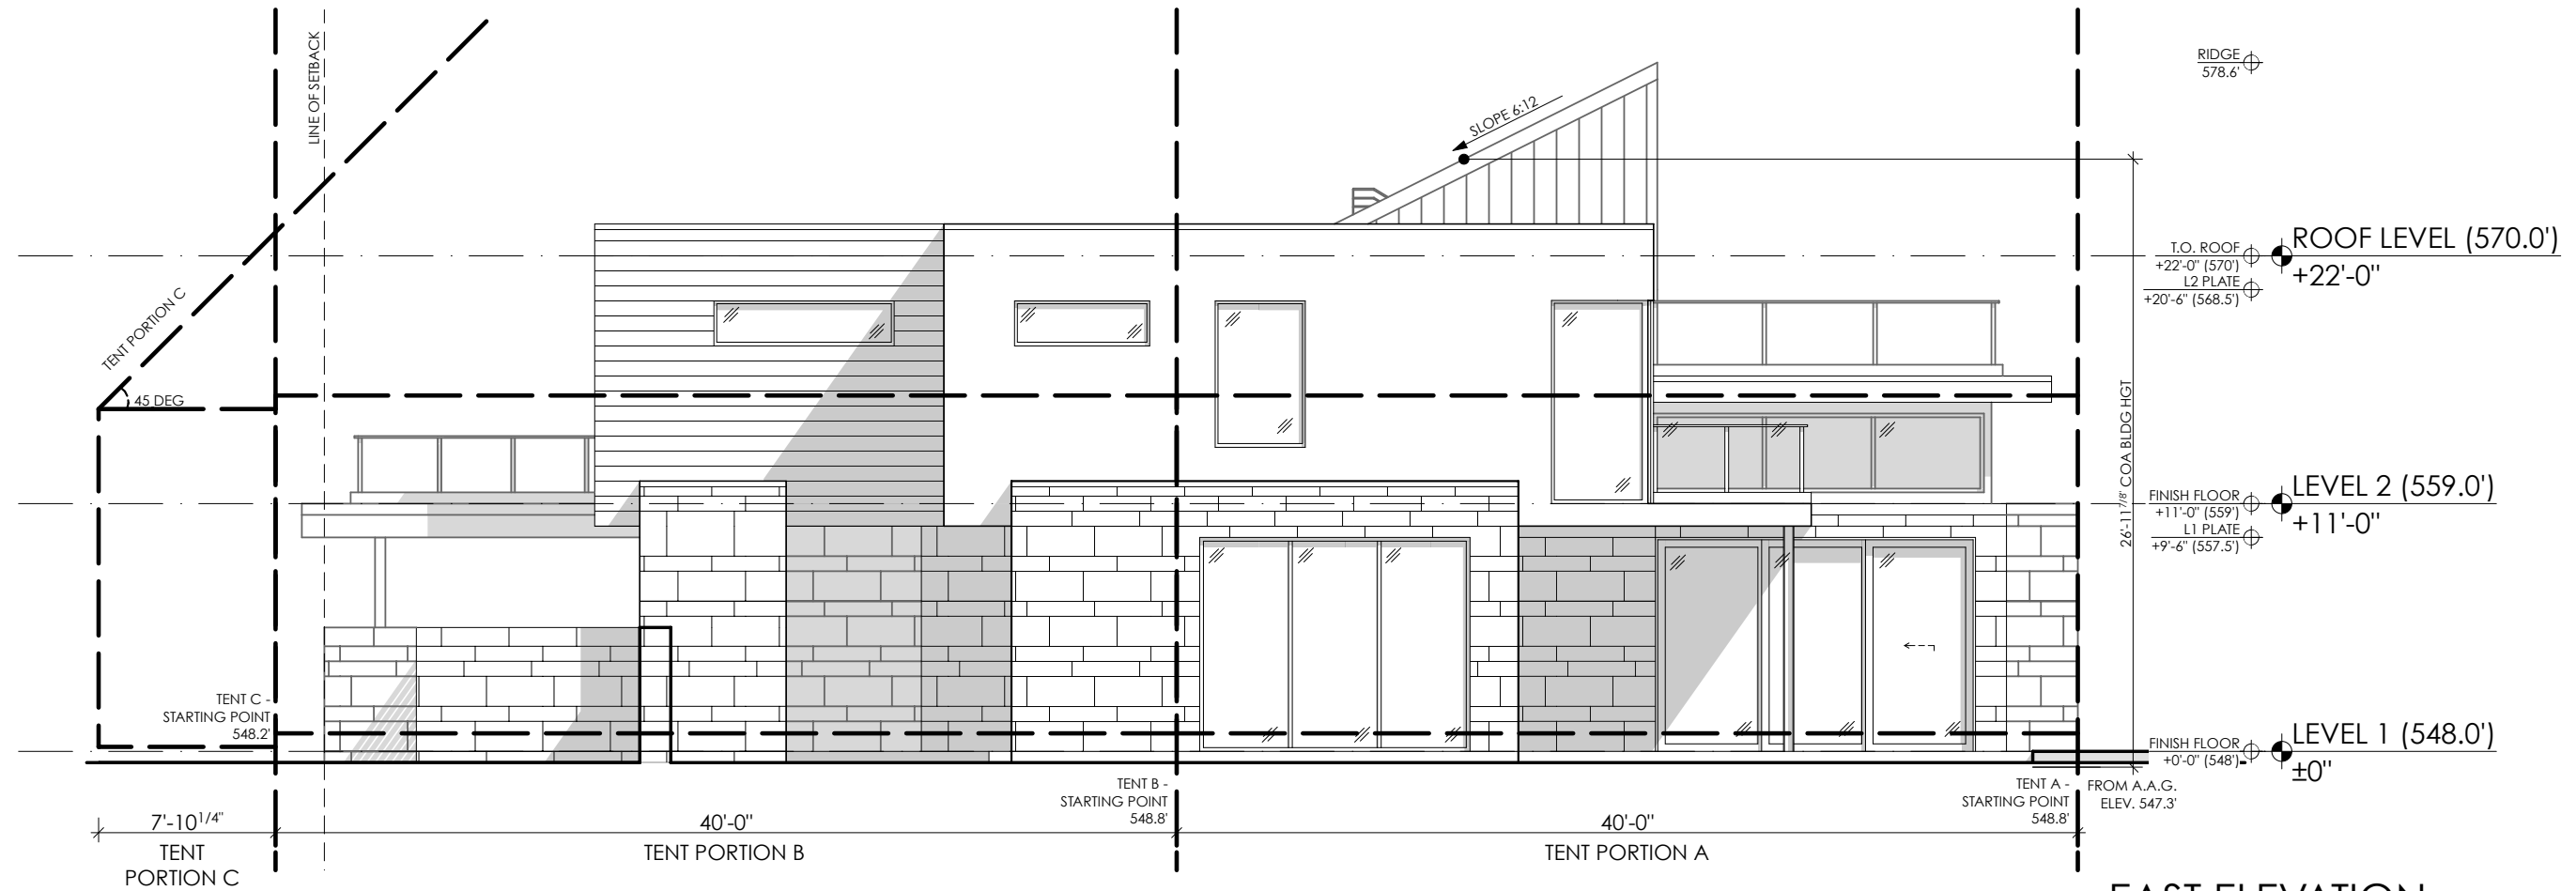 LINE OF SETBACK
RIDGE
578.6'
SLOPE 6:12
ROOF LEVEL (570.0')
+22'-0"
T.O. ROOF
+22'-0" (570')
L2 PLATE
+20'-6" (568.5')
TENT PORTION C
45 DEG
26'-11 7/8" COA BLDG HGT
LEVEL 2 (559.0')
+11'-0"
FINISH FLOOR
+11'-0" (559')
L1 PLATE
+9'-6" (557.5')
TENT C -
STARTING POINT
548.2'
LEVEL 1 (548.0')
±0"
FINISH FLOOR
+0'-0" (548')
TENT B -
STARTING POINT
548.8'
TENT A -
STARTING POINT
548.8'
FROM A.A.G.
ELEV. 547.3'
7'-10 1/4"
40'-0"
40'-0"
TENT
PORTION C
TENT PORTION B
TENT PORTION A
EAST ELEVATION